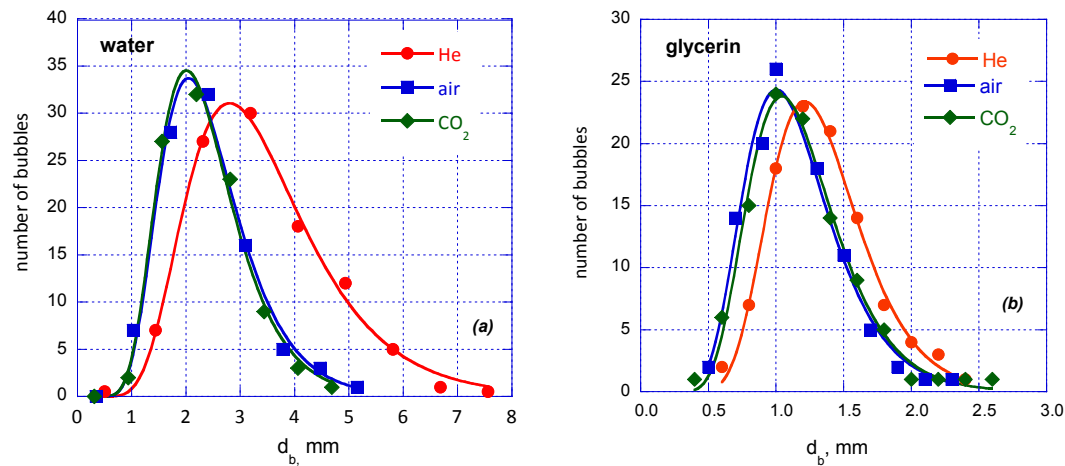 water
He
air
CO2
(a)
number of bubbles
40
35
30
25
20
15
10
5
0
0 1 2 3 4 5 6 7 8
db, mm
glycerin
He
air
CO2
(b)
number of bubbles
30
25
20
15
10
5
0
0.0 0.5 1.0 1.5 2.0 2.5 3.0
db, mm